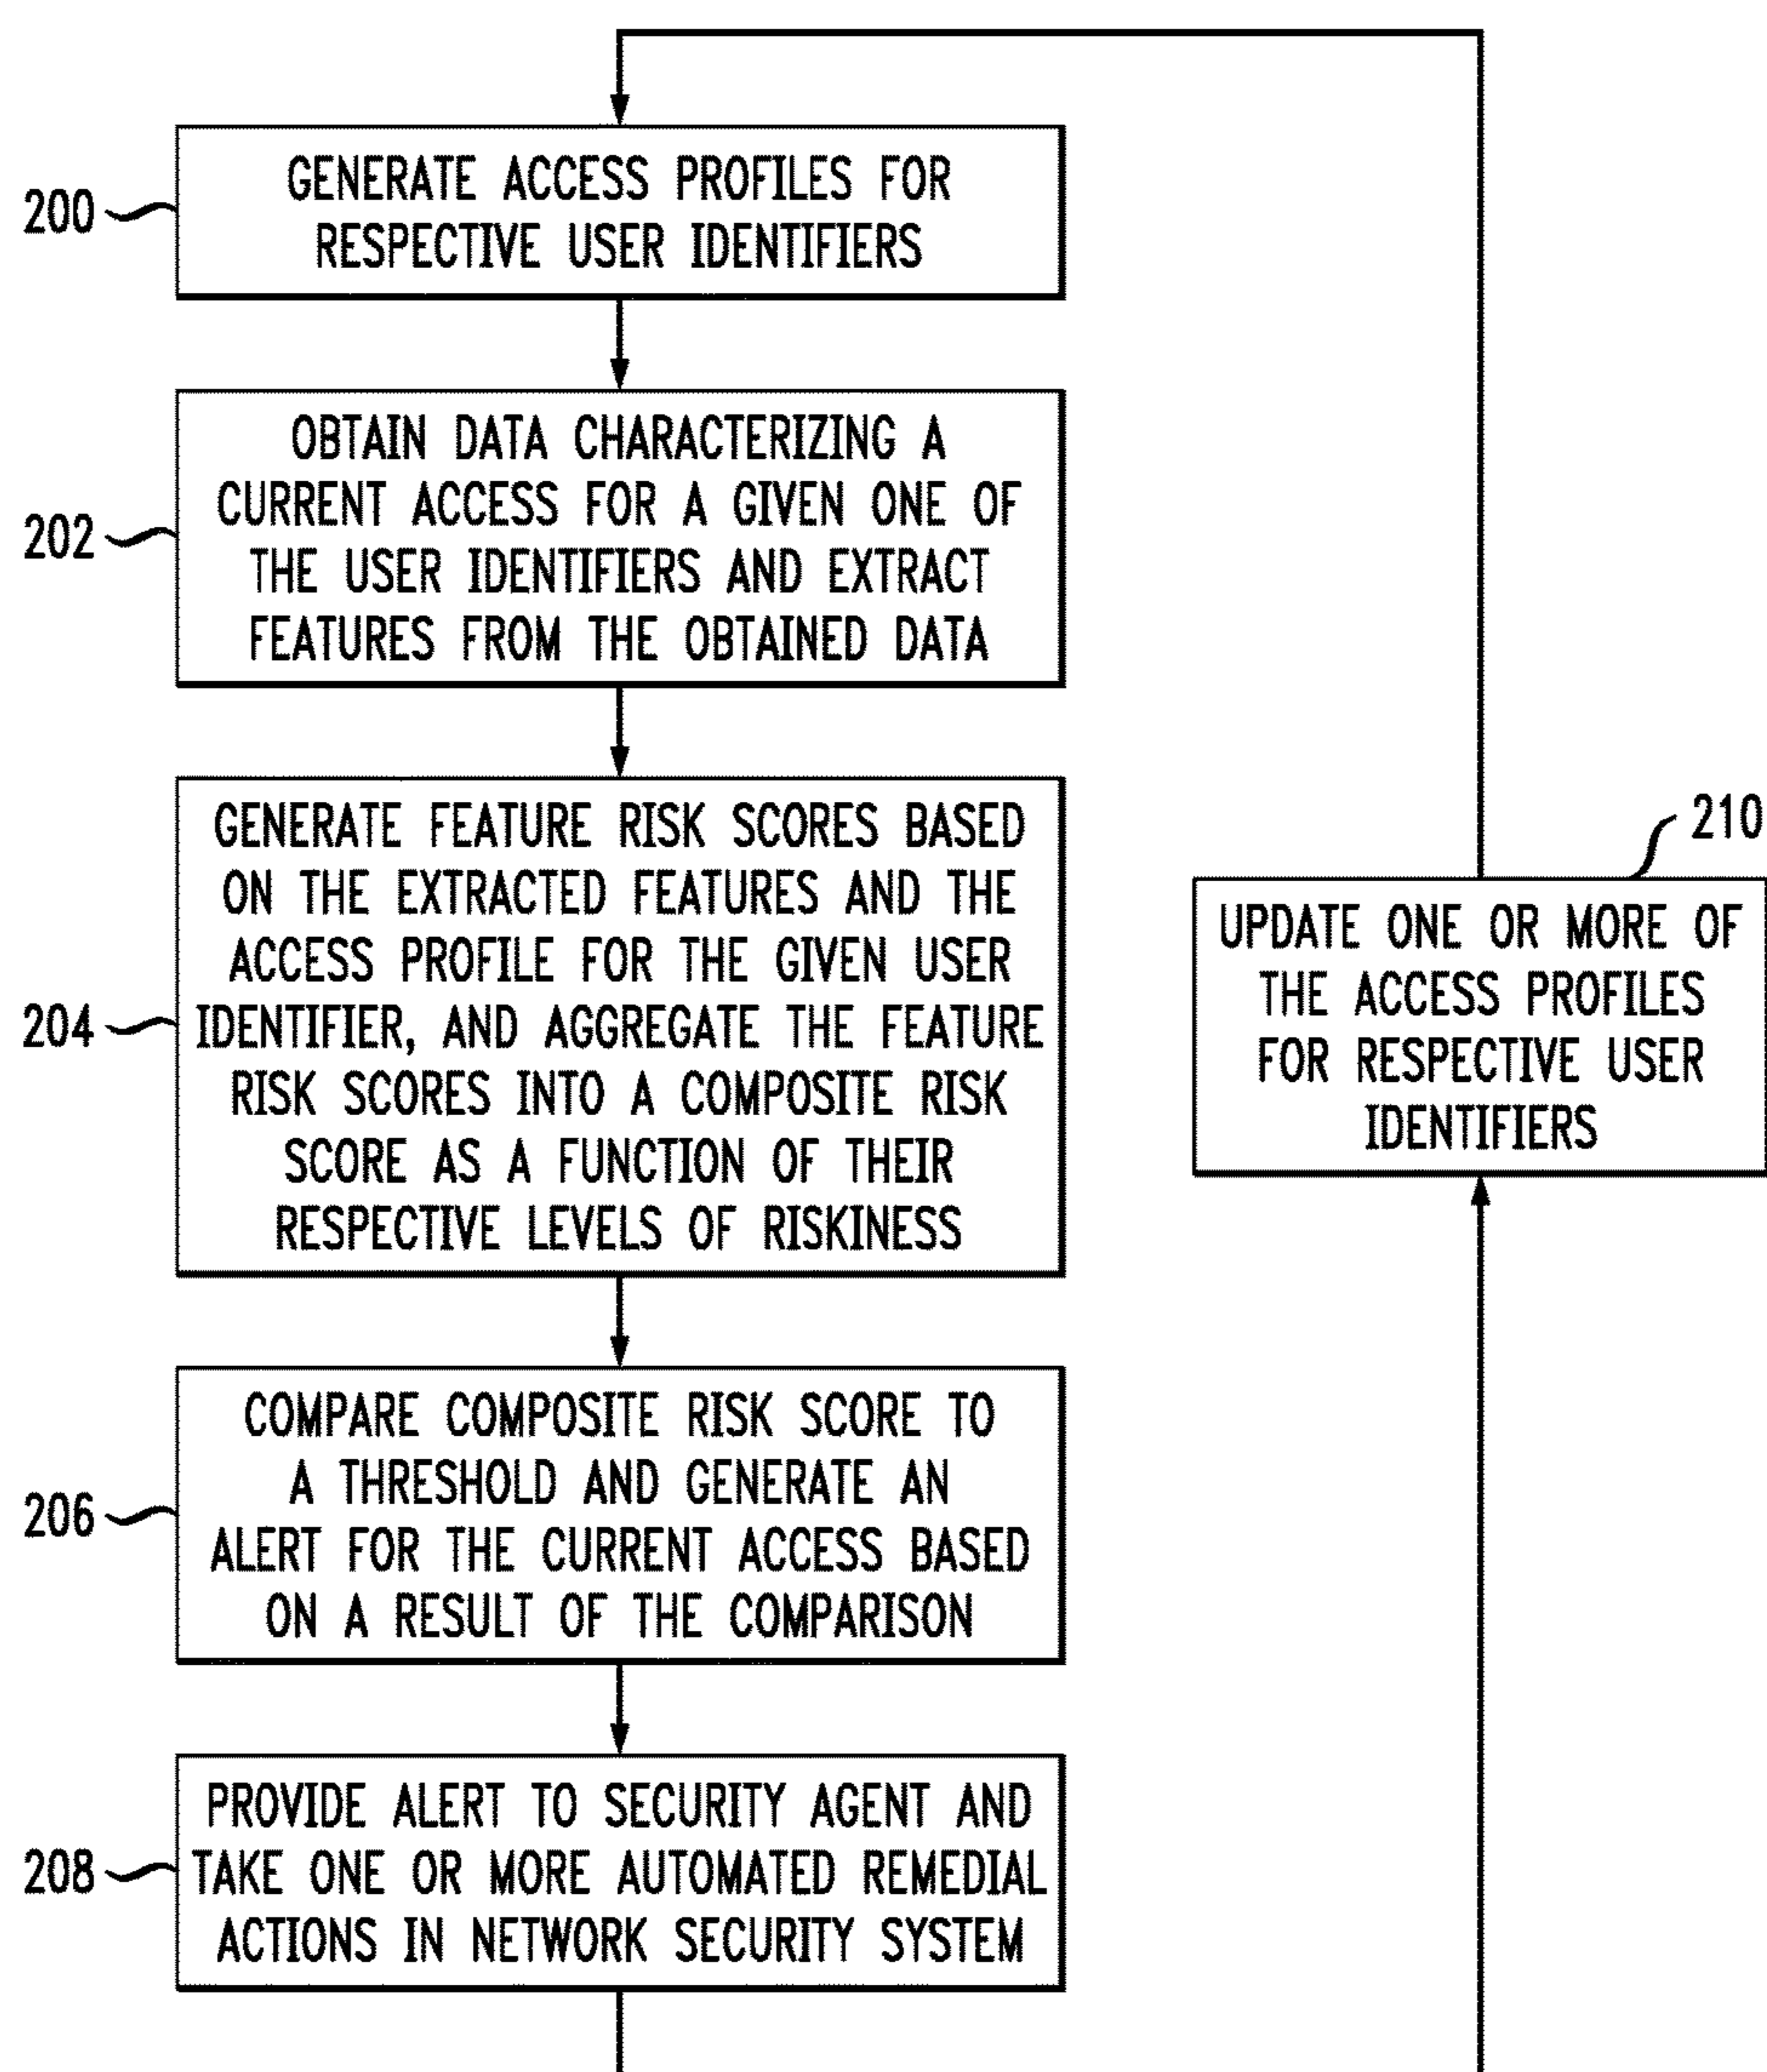 200
GENERATE ACCESS PROFILES FOR
RESPECTIVE USER IDENTIFIERS
202
OBTAIN DATA CHARACTERIZING A
CURRENT ACCESS FOR A GIVEN ONE OF
THE USER IDENTIFIERS AND EXTRACT
FEATURES FROM THE OBTAINED DATA
204
GENERATE FEATURE RISK SCORES BASED
ON THE EXTRACTED FEATURES AND THE
ACCESS PROFILE FOR THE GIVEN USER
IDENTIFIER, AND AGGREGATE THE FEATURE
RISK SCORES INTO A COMPOSITE RISK
SCORE AS A FUNCTION OF THEIR
RESPECTIVE LEVELS OF RISKINESS
206
COMPARE COMPOSITE RISK SCORE TO
A THRESHOLD AND GENERATE AN
ALERT FOR THE CURRENT ACCESS BASED
ON A RESULT OF THE COMPARISON
208
PROVIDE ALERT TO SECURITY AGENT AND
TAKE ONE OR MORE AUTOMATED REMEDIAL
ACTIONS IN NETWORK SECURITY SYSTEM
210
UPDATE ONE OR MORE OF
THE ACCESS PROFILES
FOR RESPECTIVE USER
IDENTIFIERS